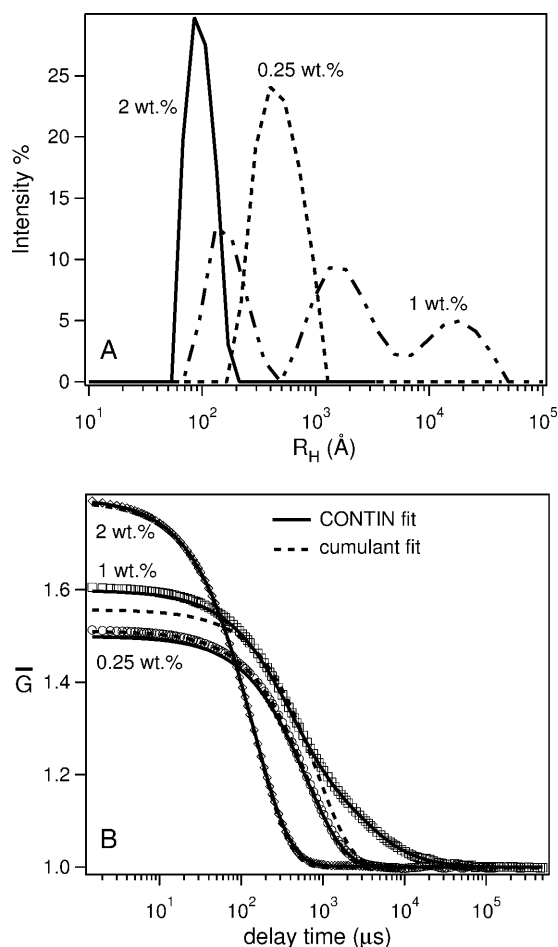 25
20
15
10
5
0
Intensity %
2 wt.%
0.25 wt.%
1 wt.%
A
10¹ 10² 10³ 10⁴ 10⁵
R_H (Å)
CONTIN fit
cumulant fit
2 wt.%
1 wt.%
0.25 wt.%
1.6
1.4
1.2
1.0
G̅I
B
10¹ 10² 10³ 10⁴ 10⁵
delay time (μs)